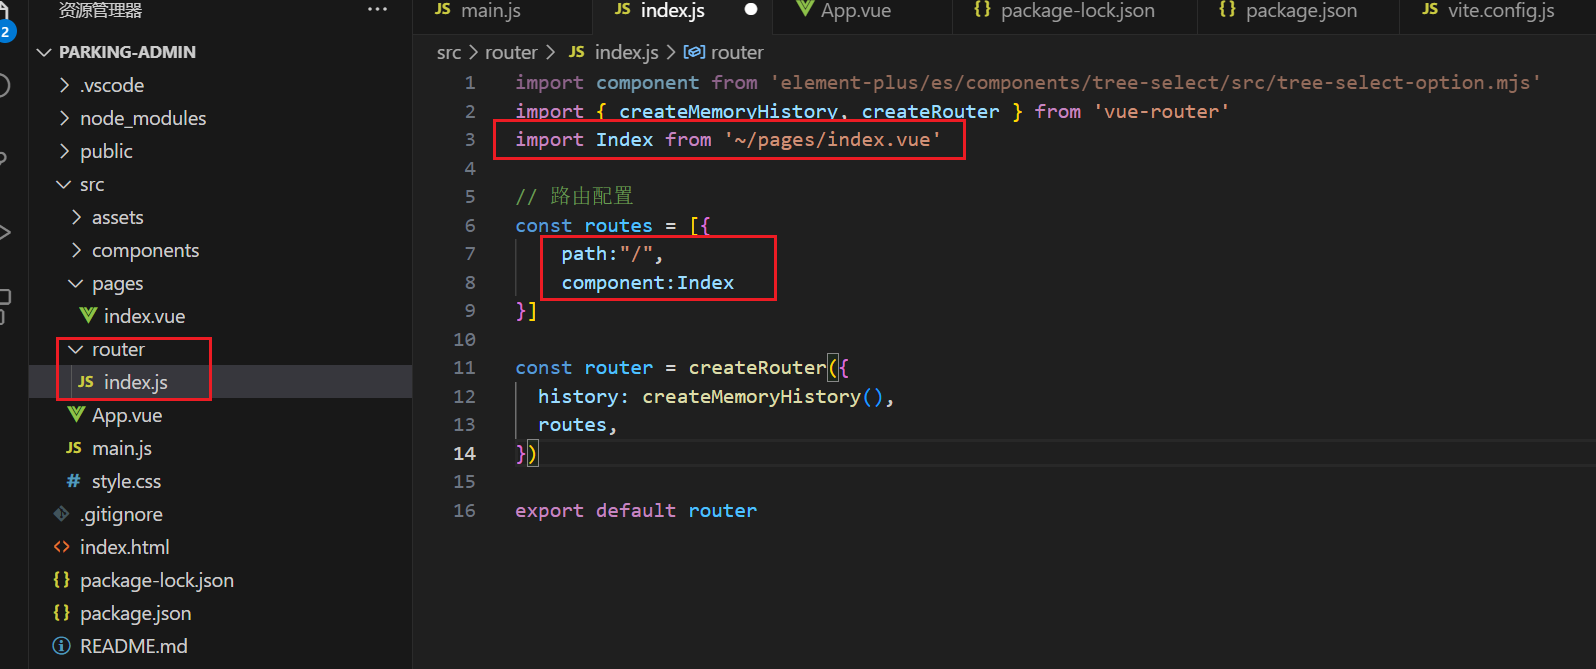 资源管理器 ···
JS main.js
JS index.js
App.vue
{} package-lock.json
{} package.json
JS vite.config.js
2
PARKING-ADMIN
.vscode
node_modules
public
src
assets
components
pages
index.vue
router
JS index.js
App.vue
JS main.js
# style.css
.gitignore
<> index.html
{} package-lock.json
{} package.json
README.md
src > router > JS index.js > router
1 import component from 'element-plus/es/components/tree-select/src/tree-select-option.mjs'
2 import { createMemoryHistory, createRouter } from 'vue-router'
3 import Index from '~/pages/index.vue'
4
5 // 路由配置
6 const routes = [{
7 path:"/",
8 component:Index
9 }]
10
11 const router = createRouter({
12 history: createMemoryHistory(),
13 routes,
14 })
15
16 export default router